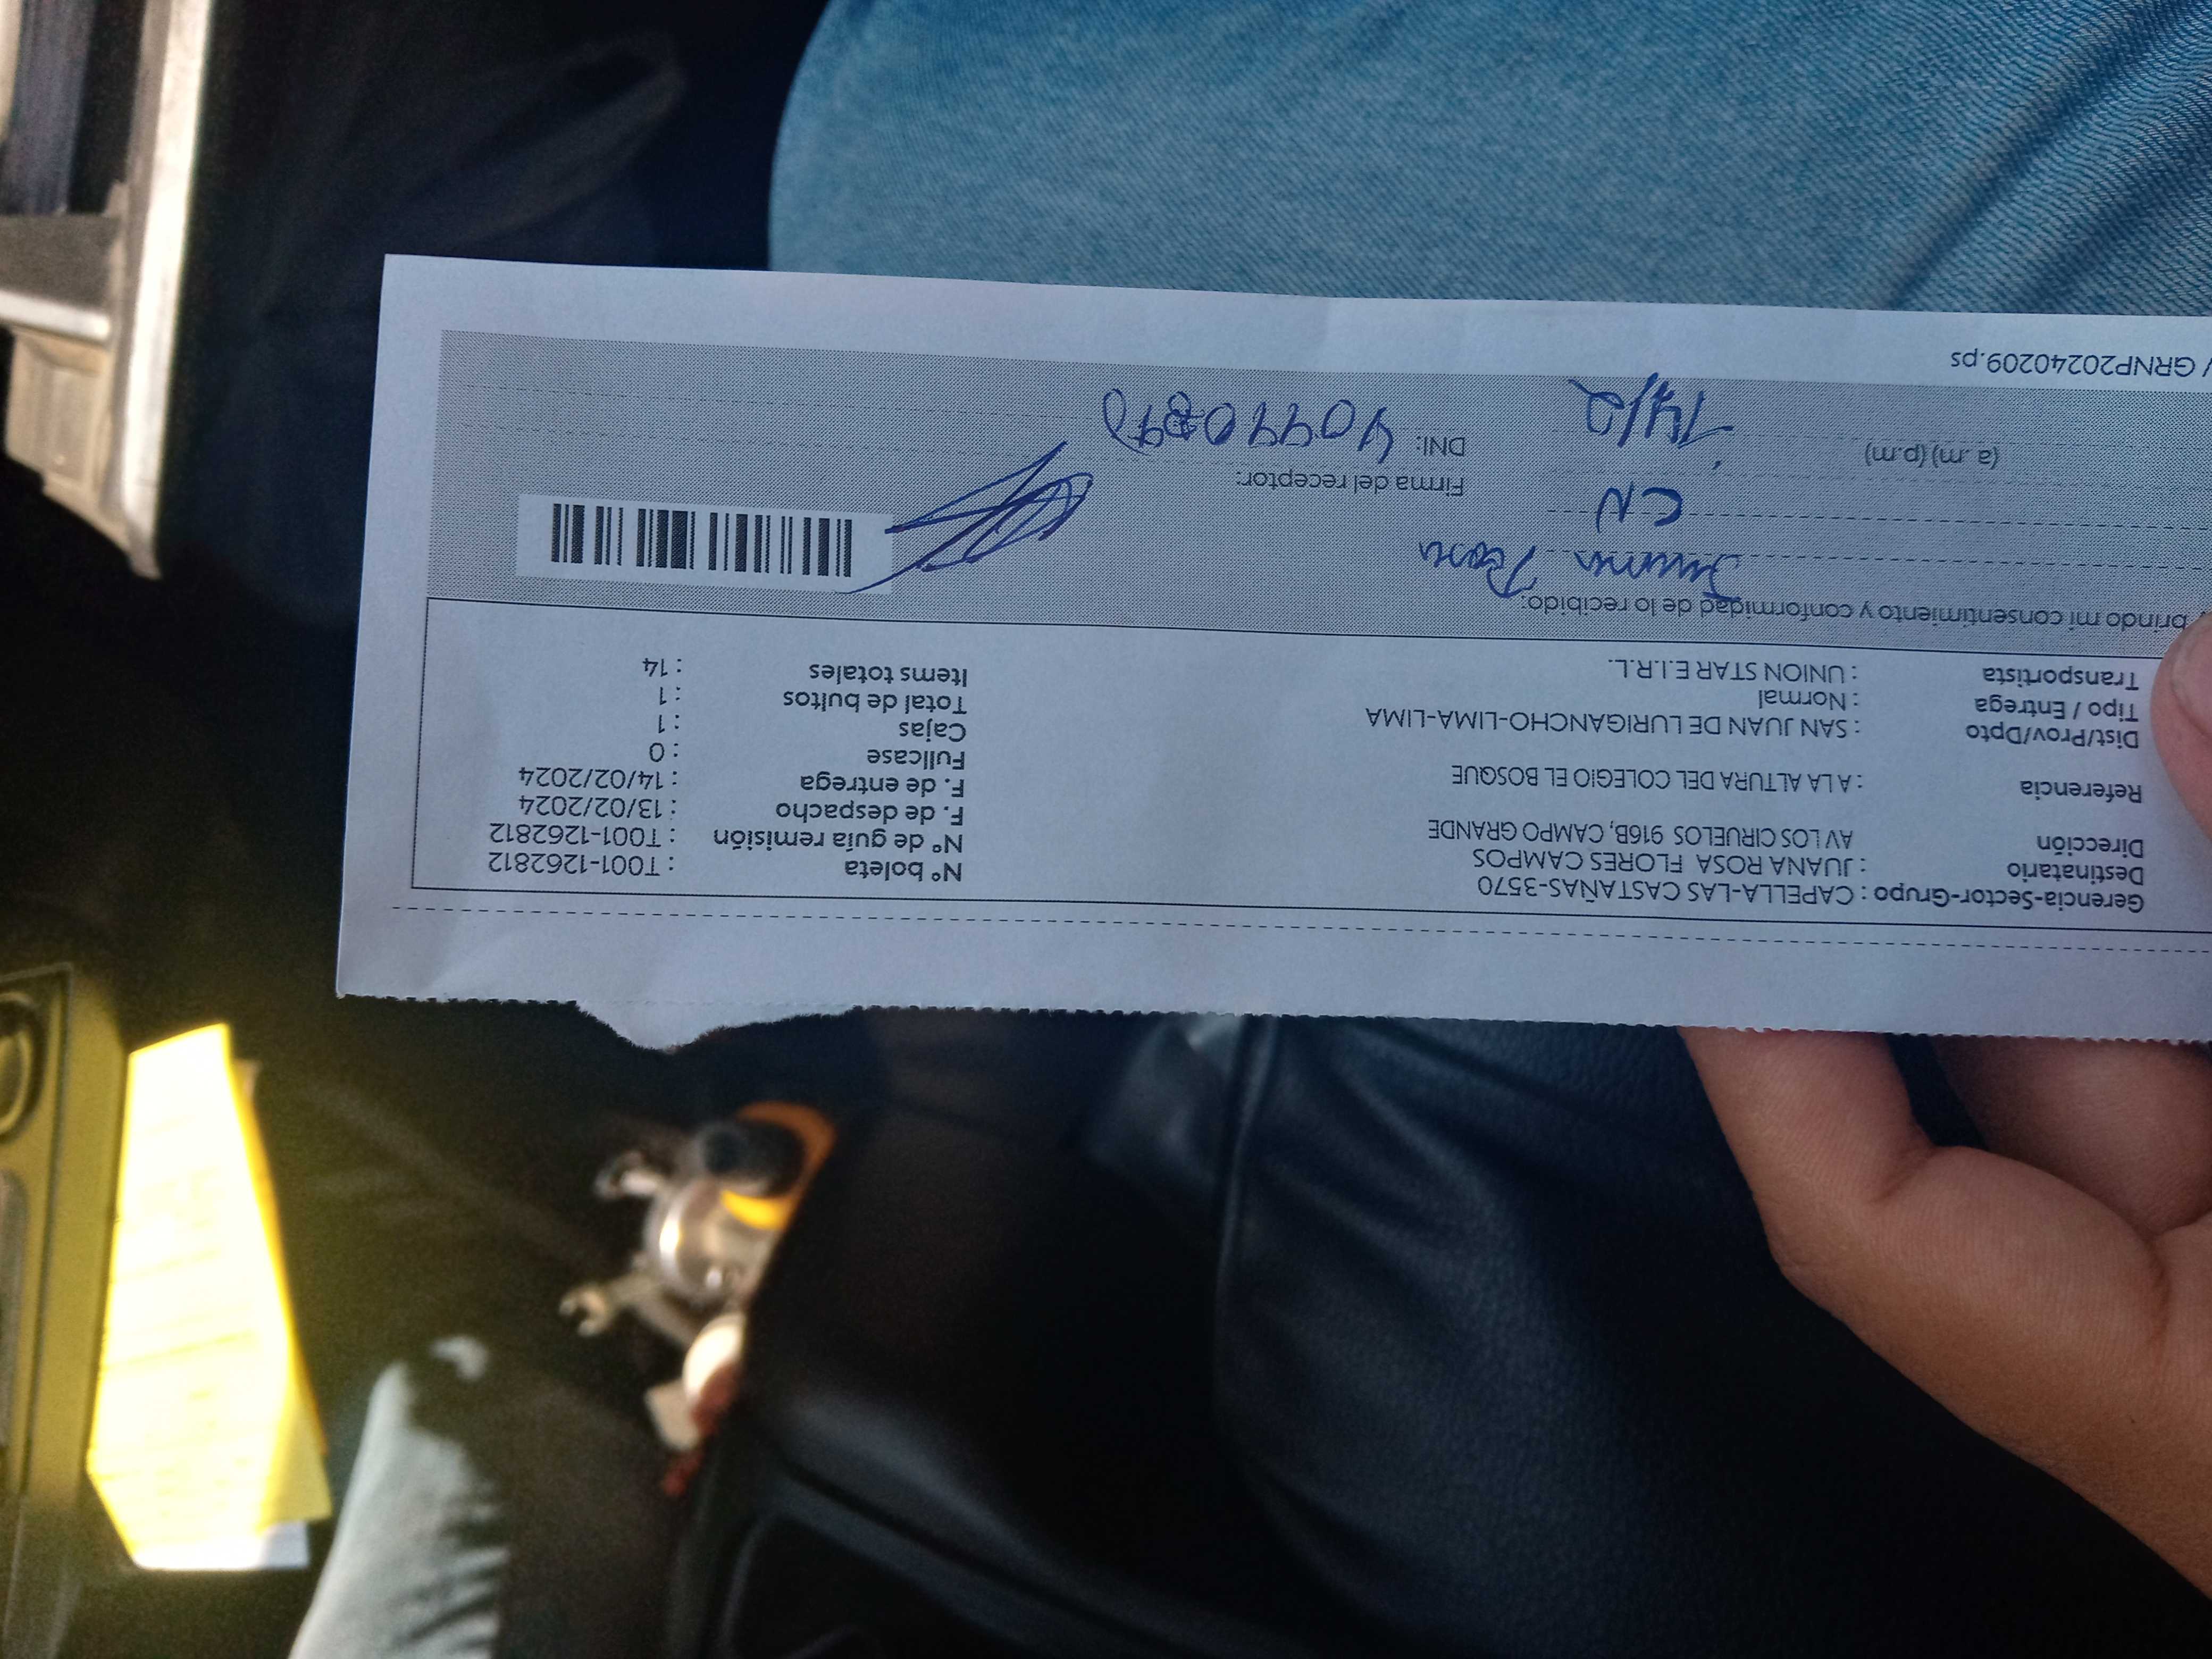 Gerencia-Sector-Grupo : CAPELLA-LAS CASTAÑAS-3570
Destinatario : JUANA ROSA FLORES CAMPOS
Dirección AV LOS CIRUELOS 916B, CAMPO GRANDE
Referencia : A LA ALTURA DEL COLEGIO EL BOSQUE
Dist/Prov/Dpto : SAN JUAN DE LURIGANCHO-LIMA-LIMA
Tipo / Entrega : Normal
Transportista : UNION STAR E.I.R.L.
N° boleta : T001-1262812
N° de guía remisión : T001-1262812
F. de despacho : 13/02/2024
F. de entrega : 14/02/2024
Fullcase : 0
Cajas : 1
Total de bultos : 1
Items totales : 14
brindo mi consentimiento y conformidad de lo recibido:
Juana Rosa
CN
Firma del receptor:
(a .m) (p.m) 14/2
DNI:
/ GRNP20240209.ps